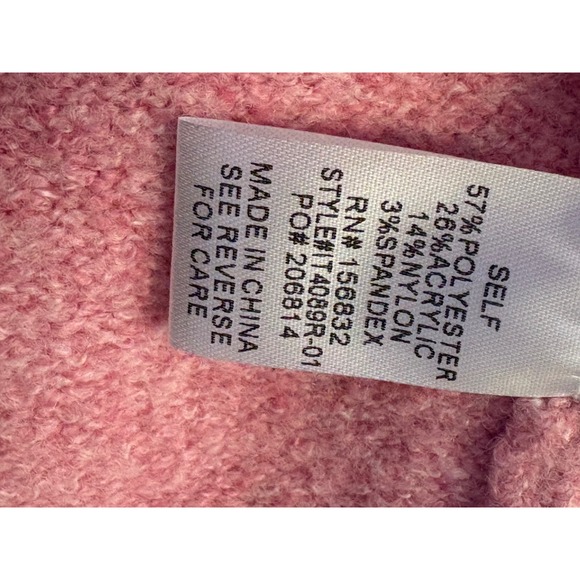 SELF
57%POLYESTER
26%ACRYLIC
14%NYLON
3%SPANDEX
RN# 156832
STYLE#IT4089R-01
PO# 206814
MADE IN CHINA
SEE REVERSE
FOR CARE